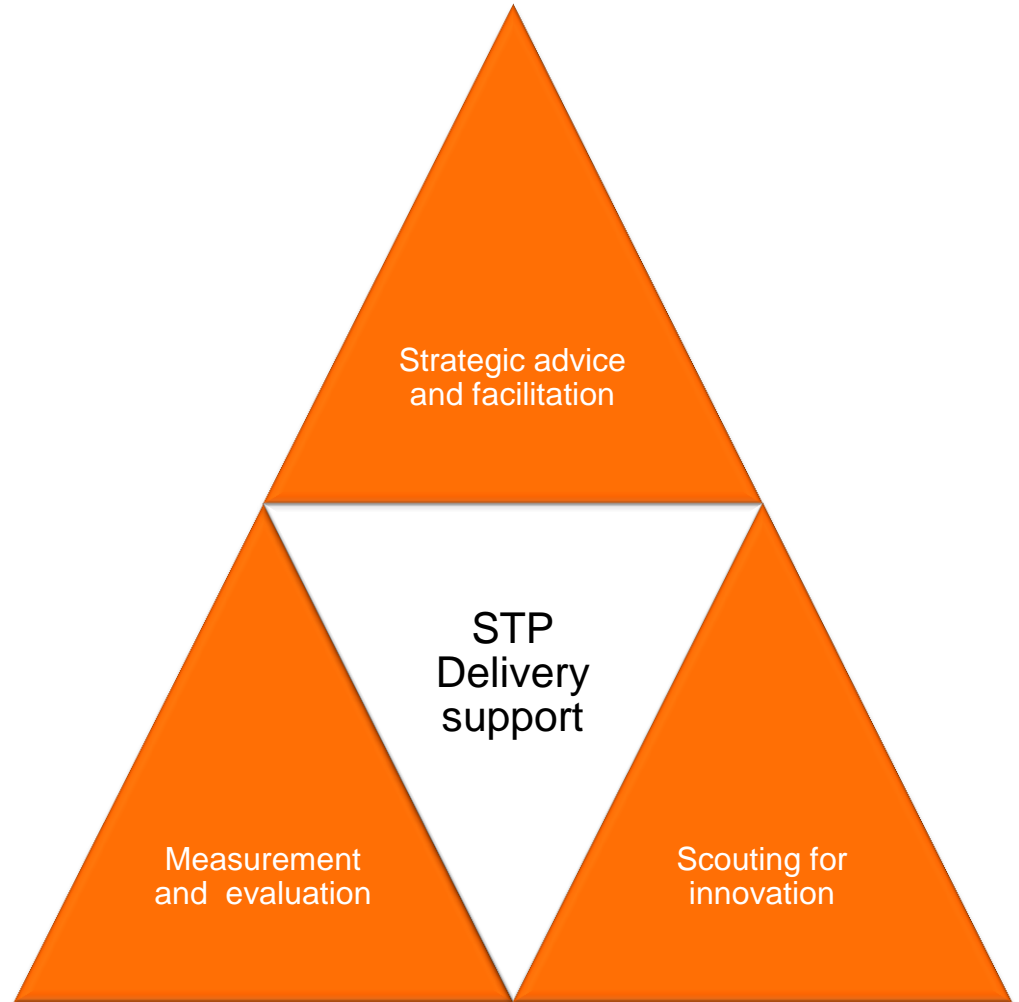 Strategic advice
and facilitation
STP
Delivery
support
Measurement
and  evaluation
Scouting for
innovation